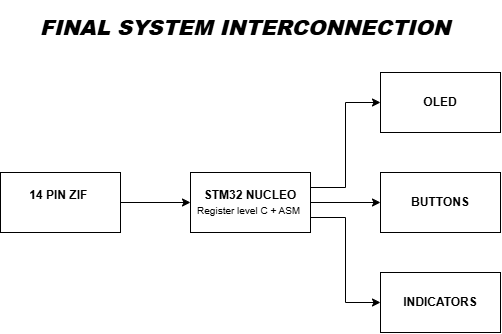 FINAL SYSTEM INTERCONNECTION
OLED
14 PIN ZIF
STM32 NUCLEO
Register level C + ASM
BUTTONS
INDICATORS